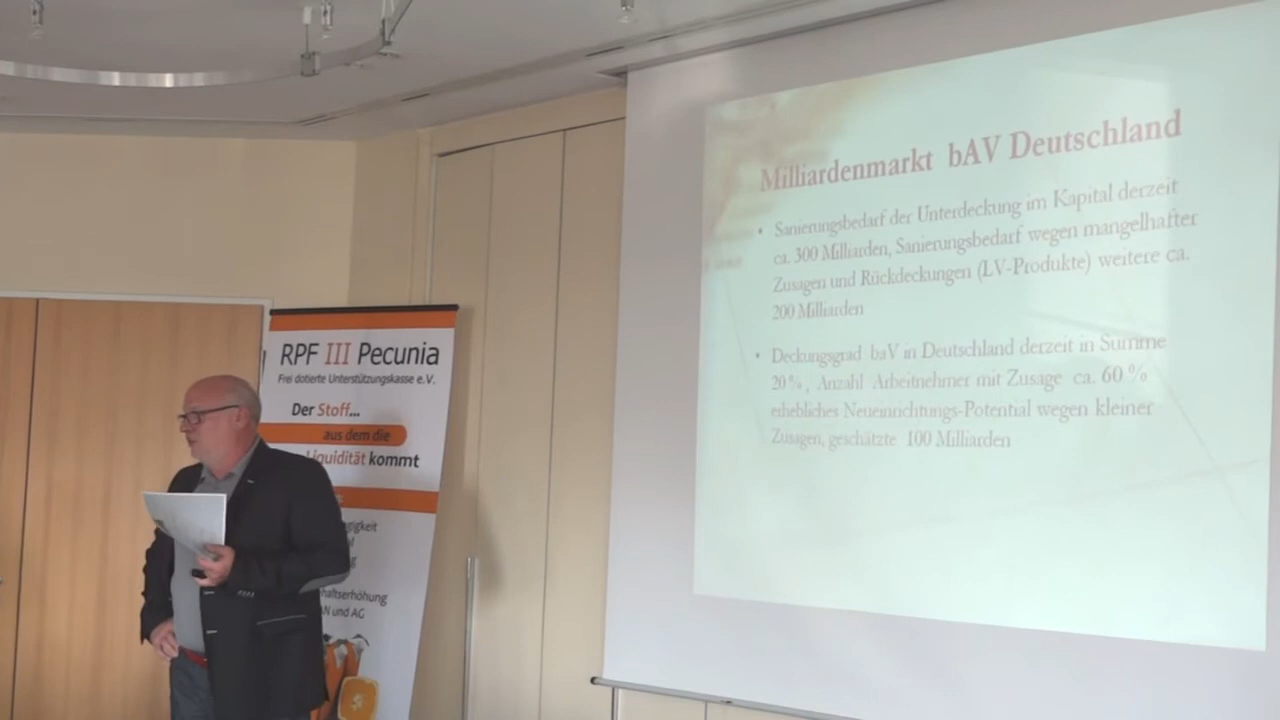 RPF III Pecunia
Frei dotierte Unterstützungskasse e.V.
Der Stoff...
aus dem die
Liquidität kommt
haltserhöhung
N und AG
Milliardenmarkt bAV Deutschland
• Sanierungsbedarf der Unterdeckung im Kapital derzeit
ca. 300 Milliarden, Sanierungsbedarf wegen mangelhafter
Zusagen und Rückdeckungen (LV-Produkte) weitere ca.
200 Milliarden
• Deckungsgrad baV in Deutschland derzeit in Summe
20%, Anzahl Arbeitnehmer mit Zusage ca. 60 %
erhebliches Neueinrichtungs-Potential wegen kleiner
Zusagen, geschätzte 100 Milliarden